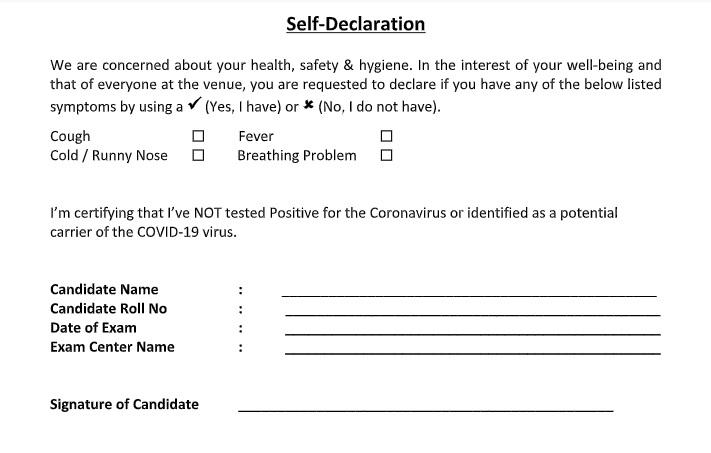 Self-Declaration
We are concerned about your health, safety & hygiene. In the interest of your well-being and
that of everyone at the venue, you are requested to declare if you have any of the below listed
symptoms by using a ✓ (Yes, I have) or ✖ (No, I do not have).
Cough ☐ Fever ☐
Cold / Runny Nose ☐ Breathing Problem ☐
I’m certifying that I’ve NOT tested Positive for the Coronavirus or identified as a potential
carrier of the COVID-19 virus.
Candidate Name : ____________________
Candidate Roll No : ____________________
Date of Exam : ____________________
Exam Center Name : ____________________
Signature of Candidate ____________________